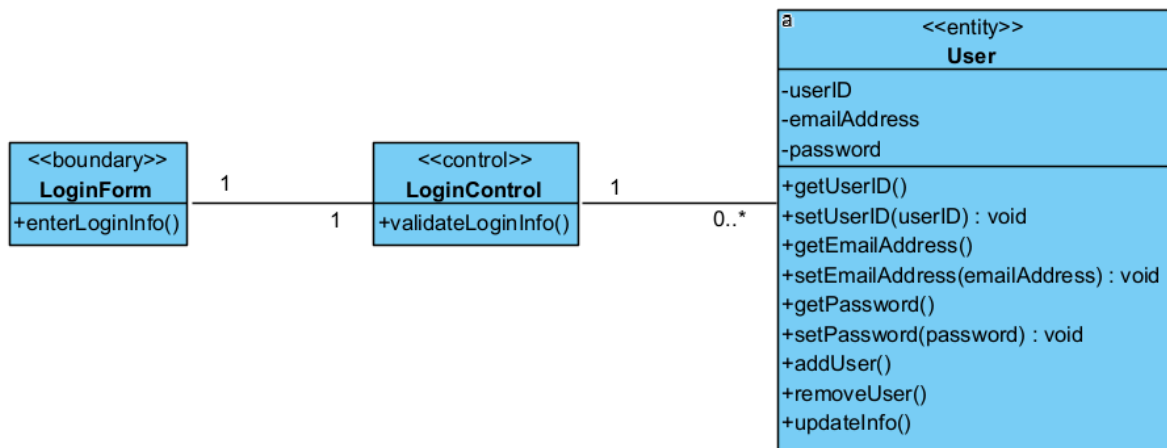 <<boundary>>
LoginForm
+enterLoginInfo()
1
1
<<control>>
LoginControl
+validateLoginInfo()
1
0..*
a
<<entity>>
User
-userID
-emailAddress
-password
+getUserID()
+setUserID(userID) : void
+getEmailAddress()
+setEmailAddress(emailAddress) : void
+getPassword()
+setPassword(password) : void
+addUser()
+removeUser()
+updateInfo()